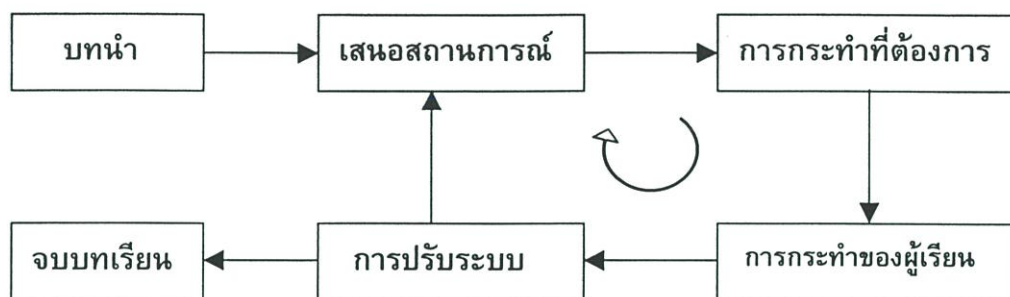 บทนำ
เสนอสถานการณ์
การกระทำที่ต้องการ
จบบทเรียน
การปรับระบบ
การกระทำของผู้เรียน